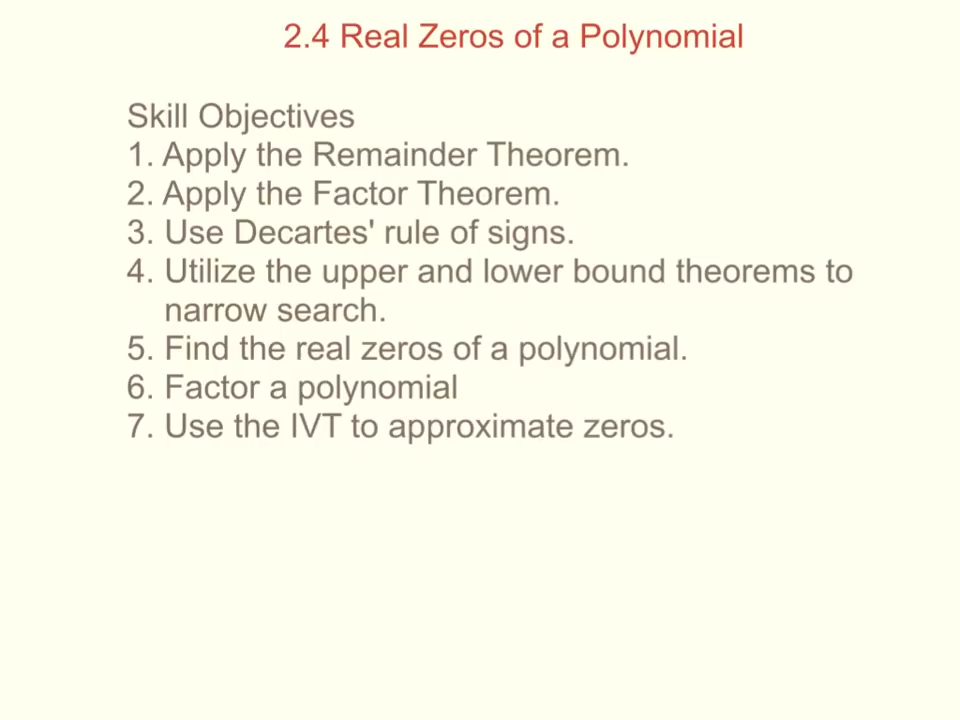 2.4 Real Zeros of a Polynomial
Skill Objectives
1. Apply the Remainder Theorem.
2. Apply the Factor Theorem.
3. Use Decartes' rule of signs.
4. Utilize the upper and lower bound theorems to
narrow search.
5. Find the real zeros of a polynomial.
6. Factor a polynomial
7. Use the IVT to approximate zeros.